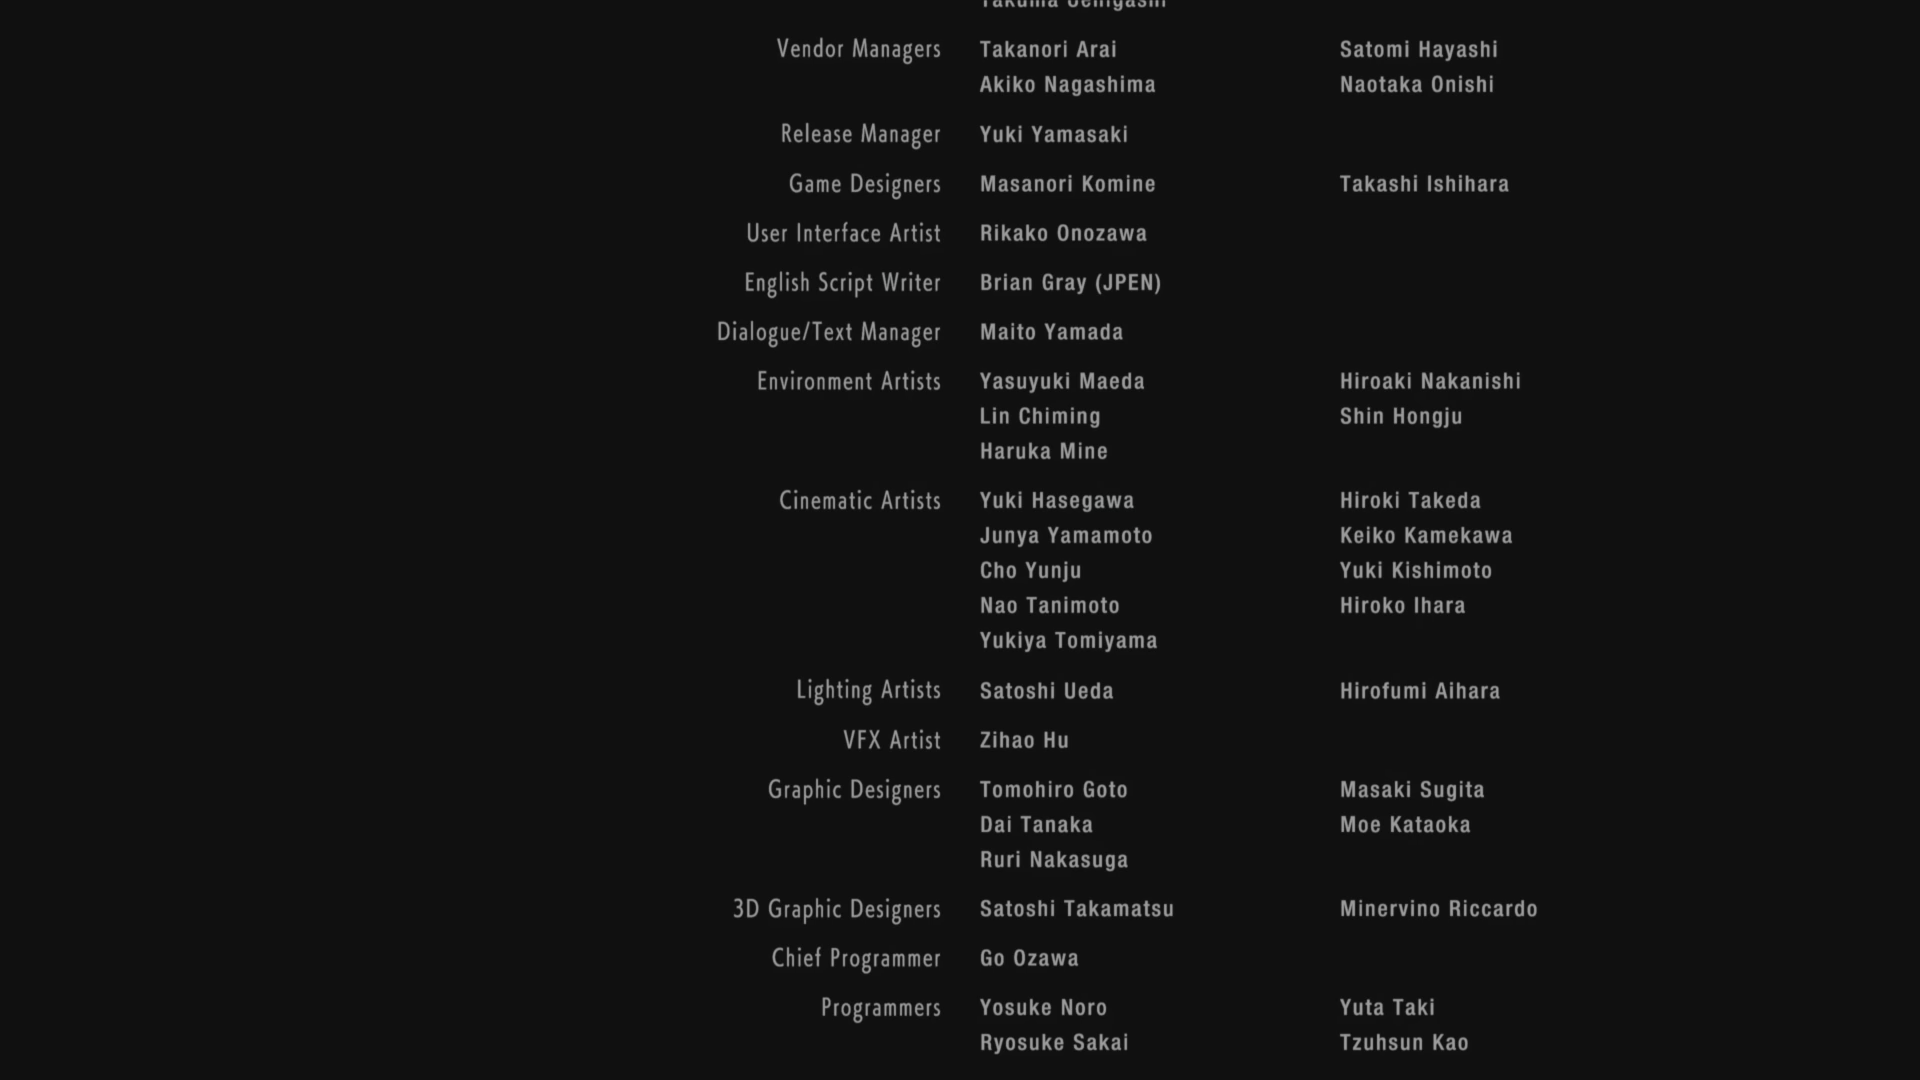 Takuma Uenigashi
Vendor Managers Takanori Arai Satomi Hayashi
Akiko Nagashima Naotaka Onishi
Release Manager Yuki Yamasaki
Game Designers Masanori Komine Takashi Ishihara
User Interface Artist Rikako Onozawa
English Script Writer Brian Gray (JPEN)
Dialogue/Text Manager Maito Yamada
Environment Artists Yasuyuki Maeda Hiroaki Nakanishi
Lin Chiming Shin Hongju
Haruka Mine
Cinematic Artists Yuki Hasegawa Hiroki Takeda
Junya Yamamoto Keiko Kamekawa
Cho Yunju Yuki Kishimoto
Nao Tanimoto Hiroko Ihara
Yukiya Tomiyama
Lighting Artists Satoshi Ueda Hirofumi Aihara
VFX Artist Zihao Hu
Graphic Designers Tomohiro Goto Masaki Sugita
Dai Tanaka Moe Kataoka
Ruri Nakasuga
3D Graphic Designers Satoshi Takamatsu Minervino Riccardo
Chief Programmer Go Ozawa
Programmers Yosuke Noro Yuta Taki
Ryosuke Sakai Tzuhsun Kao